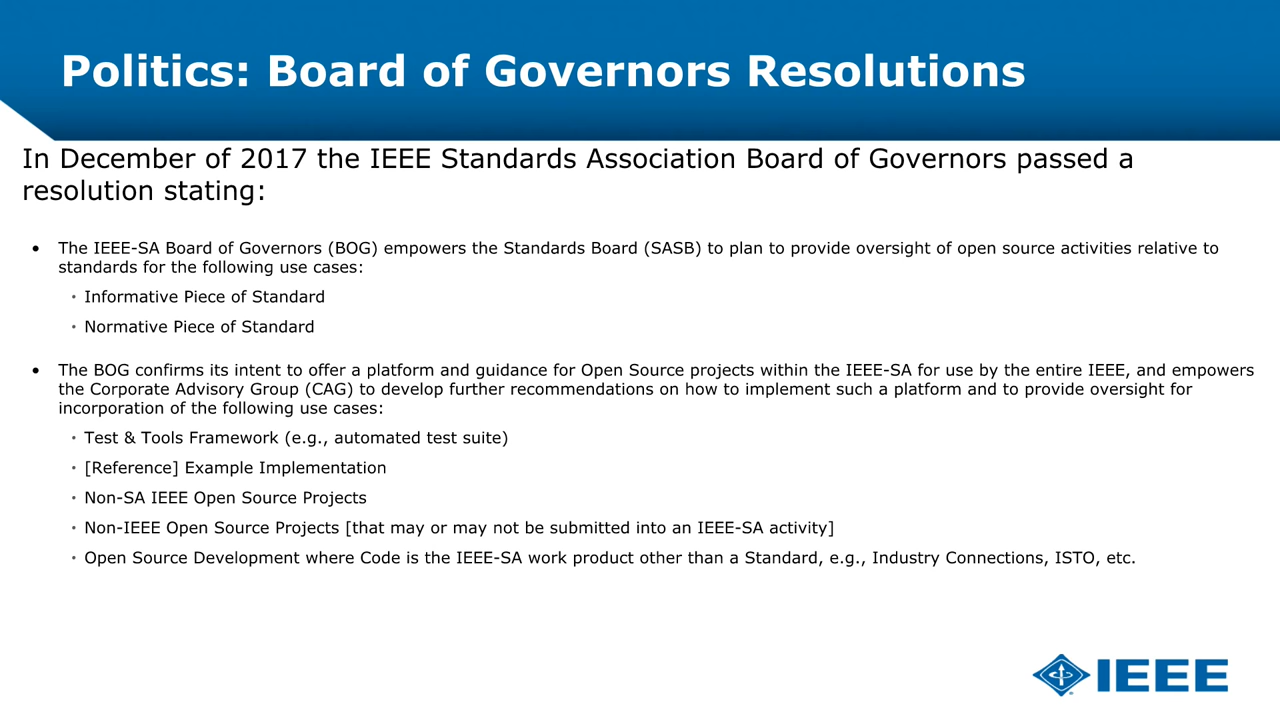 Politics: Board of Governors Resolutions
In December of 2017 the IEEE Standards Association Board of Governors passed a
resolution stating:
• The IEEE-SA Board of Governors (BOG) empowers the Standards Board (SASB) to plan to provide oversight of open source activities relative to
standards for the following use cases:
• Informative Piece of Standard
• Normative Piece of Standard
• The BOG confirms its intent to offer a platform and guidance for Open Source projects within the IEEE-SA for use by the entire IEEE, and empowers
the Corporate Advisory Group (CAG) to develop further recommendations on how to implement such a platform and to provide oversight for
incorporation of the following use cases:
• Test & Tools Framework (e.g., automated test suite)
• [Reference] Example Implementation
• Non-SA IEEE Open Source Projects
• Non-IEEE Open Source Projects [that may or may not be submitted into an IEEE-SA activity]
• Open Source Development where Code is the IEEE-SA work product other than a Standard, e.g., Industry Connections, ISTO, etc.
IEEE